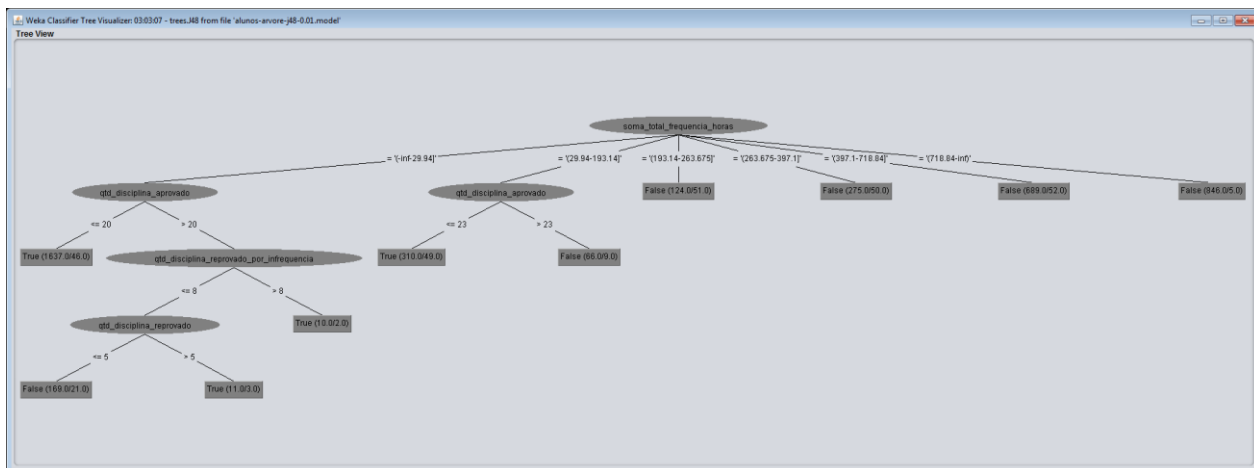 Weka Classifier Tree Visualizer: 03:03:07 - trees.J48 from file 'alunos-arvore-j48-0.01.model'
Tree View
soma_total_frequencia_horas
= '(-inf-29.94]' = '(29.94-193.14]' = '(193.14-263.675]' = '(263.675-397.1]' = '(397.1-718.84]' = '(718.84-inf)'
qtd_disciplina_aprovado qtd_disciplina_aprovado False (124.0/51.0) False (275.0/50.0) False (689.0/52.0) False (846.0/5.0)
<= 20 > 20 <= 23 > 23
True (1637.0/46.0) qtd_disciplina_reprovado_por_infrequencia True (310.0/49.0) False (66.0/9.0)
<= 8 > 8
qtd_disciplina_reprovado True (10.0/2.0)
<= 5 > 5
False (169.0/21.0) True (11.0/3.0)